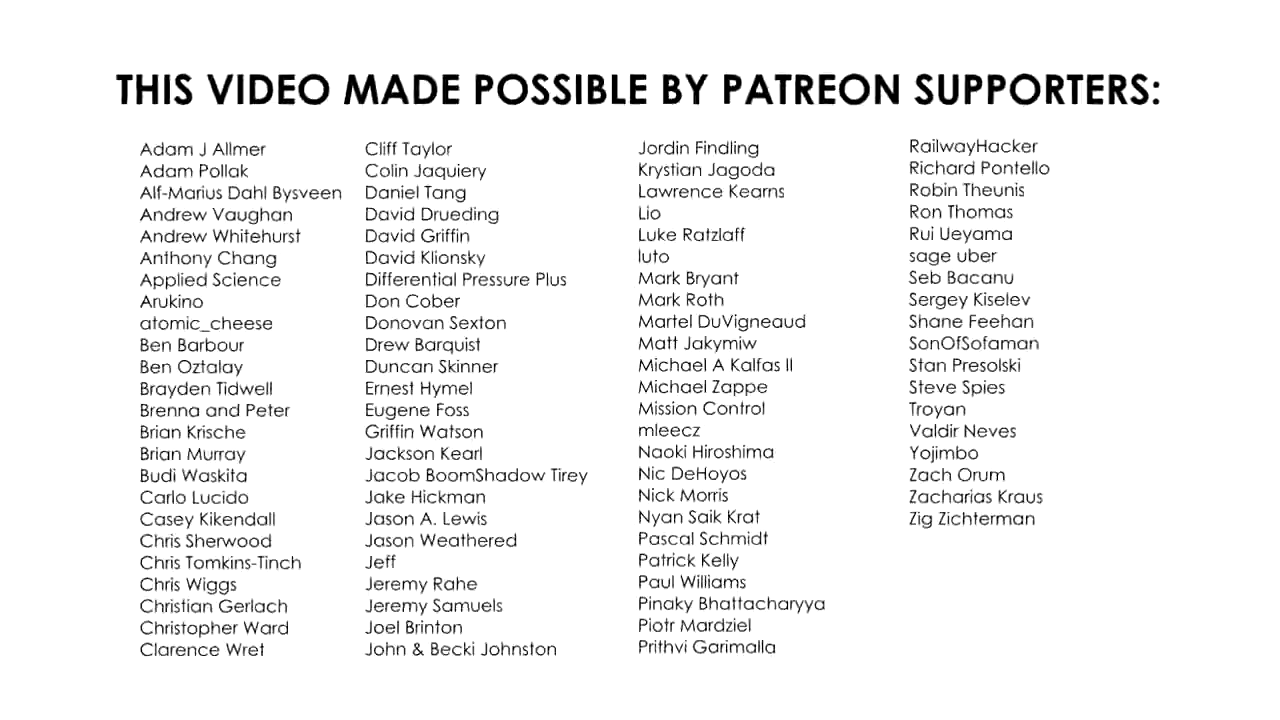 THIS VIDEO MADE POSSIBLE BY PATREON SUPPORTERS:
Adam J Allmer
Adam Pollak
Alf-Marius Dahl Bysveen
Andrew Vaughan
Andrew Whitehurst
Anthony Chang
Applied Science
Arukino
atomic_cheese
Ben Barbour
Ben Oztalay
Brayden Tidwell
Brenna and Peter
Brian Krische
Brian Murray
Budi Waskita
Carlo Lucido
Casey Kikendall
Chris Sherwood
Chris Tomkins-Tinch
Chris Wiggs
Christian Gerlach
Christopher Ward
Clarence Wret
Cliff Taylor
Colin Jaquiery
Daniel Tang
David Drueding
David Griffin
David Klionsky
Differential Pressure Plus
Don Cober
Donovan Sexton
Drew Barquist
Duncan Skinner
Ernest Hymel
Eugene Foss
Griffin Watson
Jackson Kearl
Jacob BoomShadow Tirey
Jake Hickman
Jason A. Lewis
Jason Weathered
Jeff
Jeremy Rahe
Jeremy Samuels
Joel Brinton
John & Becki Johnston
Jordin Findling
Krystian Jagoda
Lawrence Kearns
Lio
Luke Ratzlaff
luto
Mark Bryant
Mark Roth
Martel DuVigneaud
Matt Jakymiw
Michael A Kalfas II
Michael Zappe
Mission Control
mleecz
Naoki Hiroshima
Nic DeHoyos
Nick Morris
Nyan Saik Krat
Pascal Schmidt
Patrick Kelly
Paul Williams
Pinaky Bhattacharyya
Piotr Mardziel
Prithvi Garimalla
RailwayHacker
Richard Pontello
Robin Theunis
Ron Thomas
Rui Ueyama
sage uber
Seb Bacanu
Sergey Kiselev
Shane Feehan
SonOfSofaman
Stan Presolski
Steve Spies
Troyan
Valdir Neves
Yojimbo
Zach Orum
Zacharias Kraus
Zig Zichterman